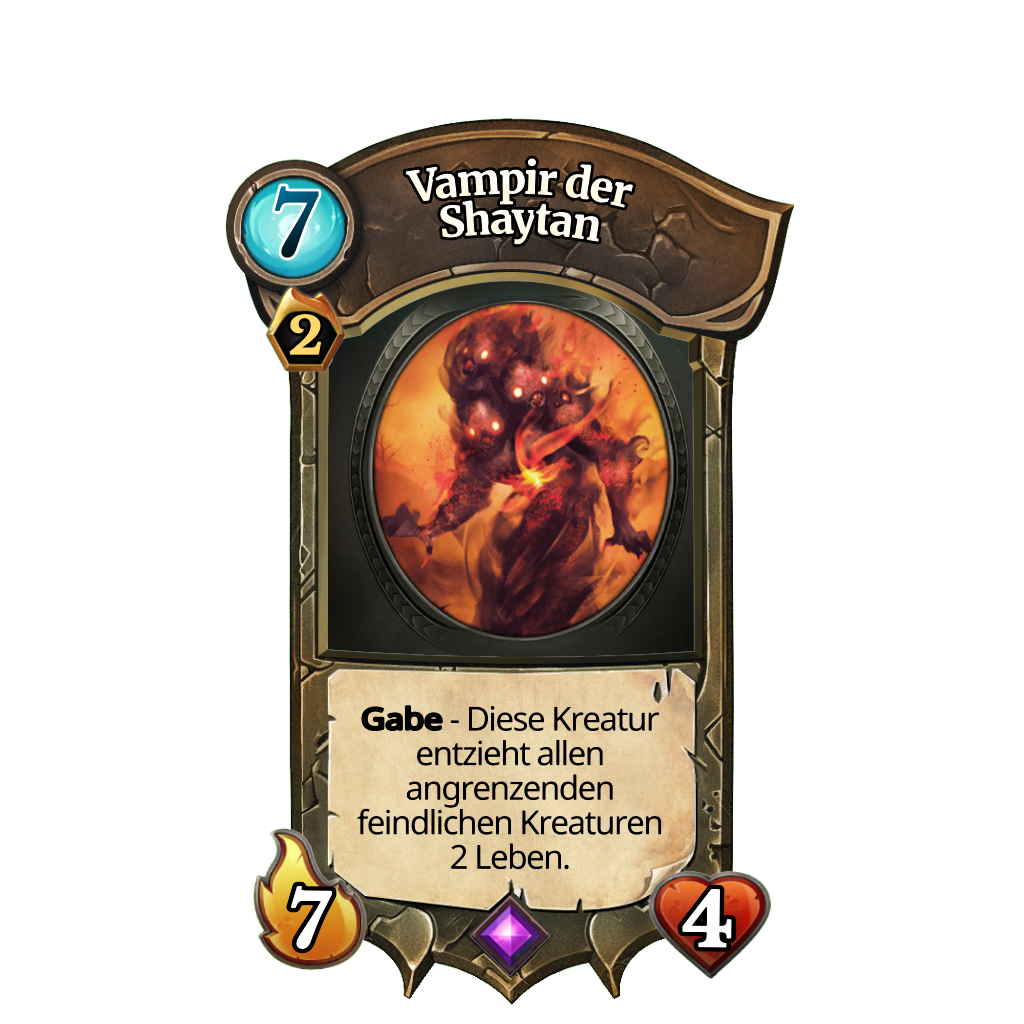 7
Vampir der
Shaytan
2
Gabe - Diese Kreatur
entzieht allen
angrenzenden
feindlichen Kreaturen
2 Leben.
7
4